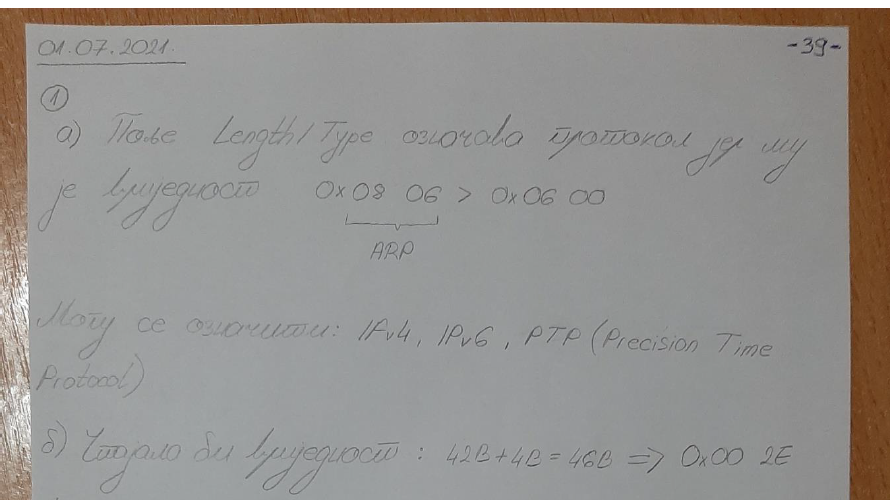 01.07.2021. -39-
1
а) Поље Length/Type означава протокол јер му
је вриједност 0x08 06 > 0x06 00
ARP
Могу се означити: IPv4, IPv6, PTP (Precision Time
Protocol)
б) Стајало би вриједност: 42B+4B=46B => 0x00 2E